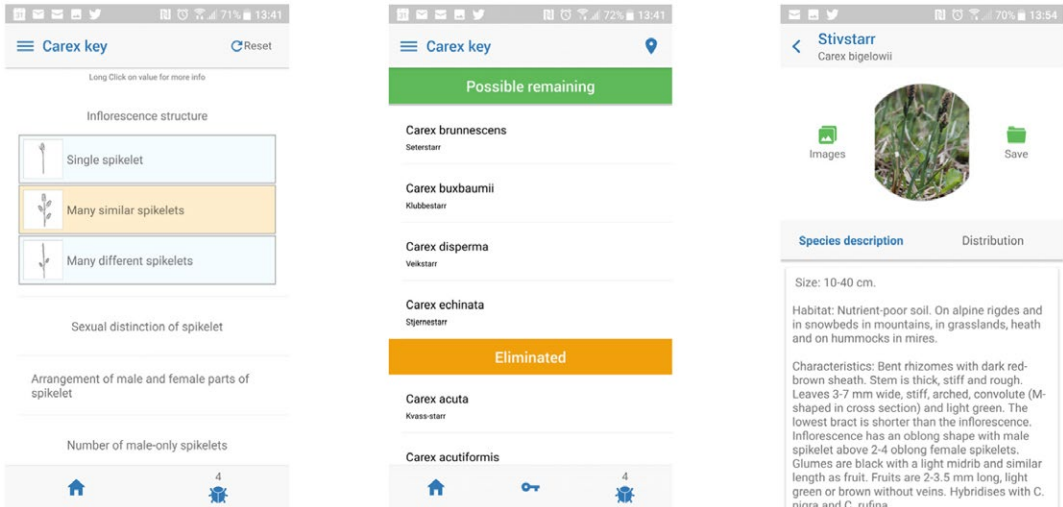 71% 13:41
Carex key
Reset
Long Click on value for more info
Inflorescence structure
Single spikelet
Many similar spikelets
Many different spikelets
Sexual distinction of spikelet
Arrangement of male and female parts of
spikelet
Number of male-only spikelets
4
31
72% 13:41
Carex key
Possible remaining
Carex brunnescens
Seterstarr
Carex buxbaumii
Klubbestarr
Carex disperma
Veikstarr
Carex echinata
Stjernestarr
Eliminated
Carex acuta
Kvass-starr
Carex acutiformis
4
70% 13:54
Stivstarr
Carex bigelowii
Images
Save
Species description
Distribution
Size: 10-40 cm.
Habitat: Nutrient-poor soil. On alpine rigdes and
in snowbeds in mountains, in grasslands, heath
and on hummocks in mires.
Characteristics: Bent rhizomes with dark red-
brown sheath. Stem is thick, stiff and rough.
Leaves 3-7 mm wide, stiff, arched, convolute (M-
shaped in cross section) and light green. The
lowest bract is shorter than the inflorescence.
Inflorescence has an oblong shape with male
spikelet above 2-4 oblong female spikelets.
Glumes are black with a light midrib and similar
length as fruit. Fruits are 2-3.5 mm long, light
green or brown without veins. Hybridises with C.
nigra and C. rufina